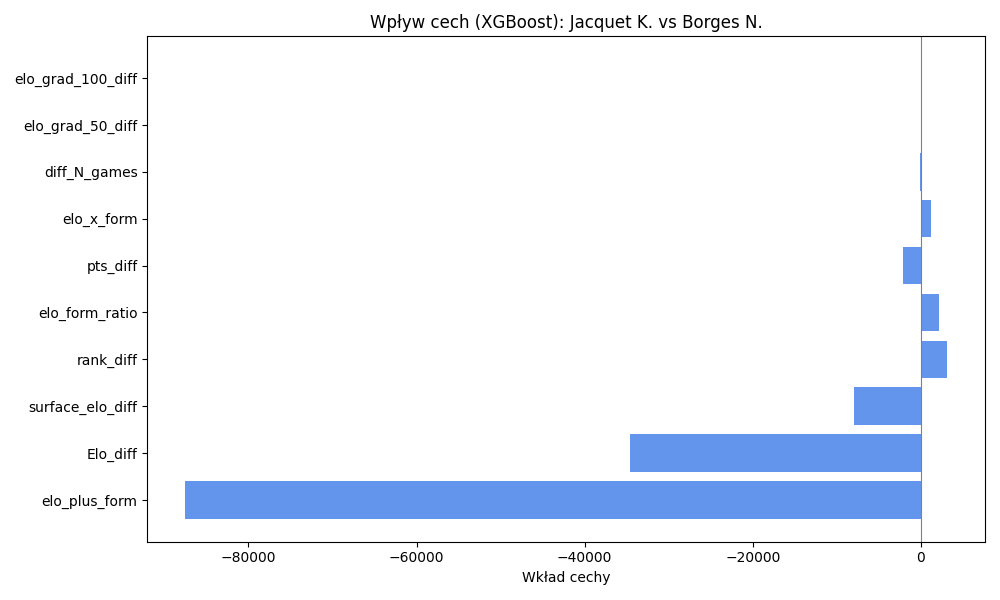 Wpływ cech (XGBoost): Jacquet K. vs Borges N.
elo_grad_100_diff
elo_grad_50_diff
diff_N_games
elo_x_form
pts_diff
elo_form_ratio
rank_diff
surface_elo_diff
Elo_diff
elo_plus_form
−80000 −60000 −40000 −20000 0
Wkład cechy